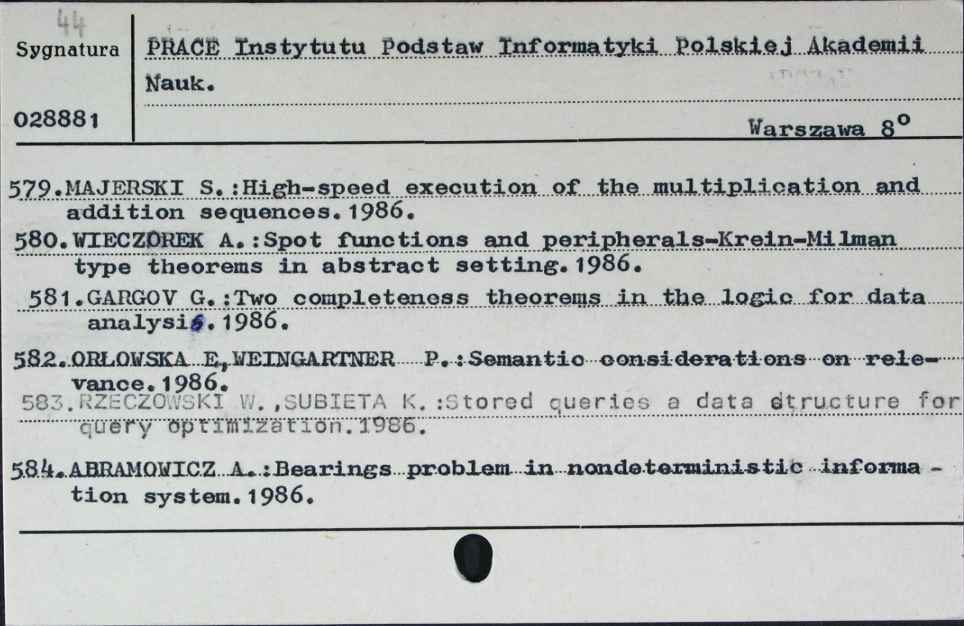 44
Sygnatura
PRACE Instytutu Podstaw Informatyki Polskiej Akademii
Nauk.
028881
Warszawa 8°
579.MAJERSKI S.:High-speed execution of the multiplication and
addition sequences.1986.
580.WIECZOREK A.:Spot functions and peripherals-Krein-Milman
type theorems in abstract setting.1986.
581.GARGOV G.:Two completeness theorems in the logic for data
analysis.1986.
582.ORŁOWSKA E,WEINGARTNER P.:Semantic considerations on rele-
vance.1986.
583.RZECZOWSKI W.,SUBIETA K.:Stored queries a data structure for
query optimization.1986.
584.ABRAMOWICZ A.:Bearings problem in nondeterministic informa-
tion system.1986.